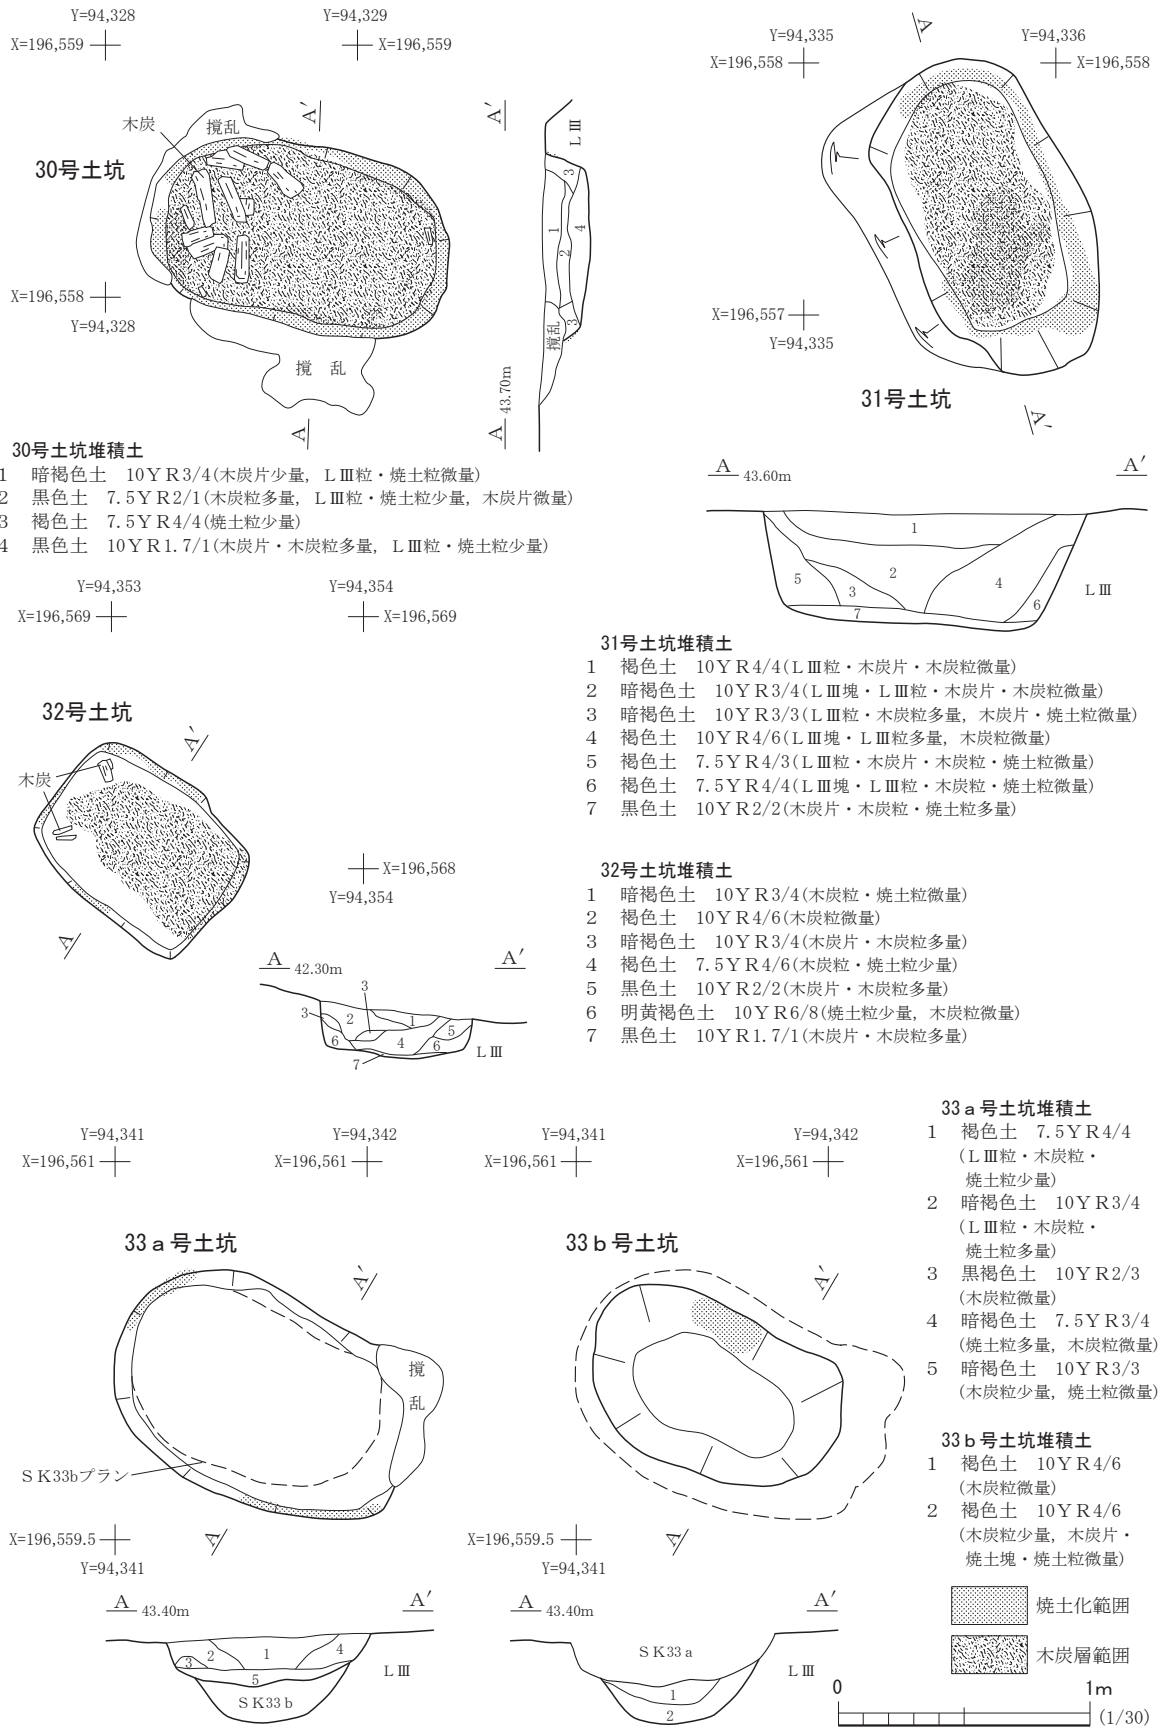 Y=94,328
Y=94,329
X=196,559
X=196,559
木炭
撹乱
A′
30号土坑
X=196,558
Y=94,328
撹 乱
A
A′
LⅢ
3
1
4
2
3
撹乱
A 43.70m
30号土坑堆積土
1 暗褐色土 10YR3/4(木炭片少量，LⅢ粒・焼土粒微量)
2 黒色土 7.5YR2/1(木炭粒多量，LⅢ粒・焼土粒少量，木炭片微量)
3 褐色土 7.5YR4/4(焼土粒少量)
4 黒色土 10YR1.7/1(木炭片・木炭粒多量，LⅢ粒・焼土粒少量)
A
Y=94,335
Y=94,336
X=196,558
X=196,558
X=196,557
Y=94,335
31号土坑
A′
A 43.60m
A′
1
2
3
4
5
6
7
LⅢ
31号土坑堆積土
1 褐色土 10YR4/4(LⅢ粒・木炭片・木炭粒微量)
2 暗褐色土 10YR3/4(LⅢ塊・LⅢ粒・木炭片・木炭粒微量)
3 暗褐色土 10YR3/3(LⅢ粒・木炭粒多量，木炭片・焼土粒微量)
4 褐色土 10YR4/6(LⅢ塊・LⅢ粒多量，木炭粒微量)
5 褐色土 7.5YR4/3(LⅢ粒・木炭片・木炭粒・焼土粒微量)
6 褐色土 7.5YR4/4(LⅢ塊・LⅢ粒・木炭粒・焼土粒微量)
7 黒色土 10YR2/2(木炭片・木炭粒・焼土粒多量)
Y=94,353
Y=94,354
X=196,569
X=196,569
32号土坑
A′
木炭
A
X=196,568
Y=94,354
A 42.30m
A′
3
3
2
1
5
6
4
6
7
LⅢ
32号土坑堆積土
1 暗褐色土 10YR3/4(木炭粒・焼土粒微量)
2 褐色土 10YR4/6(木炭粒微量)
3 暗褐色土 10YR3/4(木炭片・木炭粒多量)
4 褐色土 7.5YR4/6(木炭粒・焼土粒少量)
5 黒色土 10YR2/2(木炭片・木炭粒多量)
6 明黄褐色土 10YR6/8(焼土粒少量，木炭粒微量)
7 黒色土 10YR1.7/1(木炭片・木炭粒多量)
Y=94,341
Y=94,342
X=196,561
X=196,561
33a号土坑
A′
撹
乱
SK33bプラン
X=196,559.5
Y=94,341
A
A 43.40m
A′
3
2
1
4
5
SK33b
LⅢ
Y=94,341
Y=94,342
X=196,561
X=196,561
33b号土坑
A′
X=196,559.5
Y=94,341
A
A 43.40m
A′
SK33a
1
2
LⅢ
33a号土坑堆積土
1 褐色土 7.5YR4/4
(LⅢ粒・木炭粒・
焼土粒少量)
2 暗褐色土 10YR3/4
(LⅢ粒・木炭粒・
焼土粒多量)
3 黒褐色土 10YR2/3
(木炭粒微量)
4 暗褐色土 7.5YR3/4
(焼土粒多量，木炭粒微量)
5 暗褐色土 10YR3/3
(木炭粒少量，焼土粒微量)
33b号土坑堆積土
1 褐色土 10YR4/6
(木炭粒微量)
2 褐色土 10YR4/6
(木炭粒少量，木炭片・
焼土塊・焼土粒微量)
焼土化範囲
木炭層範囲
0 1m
(1/30)